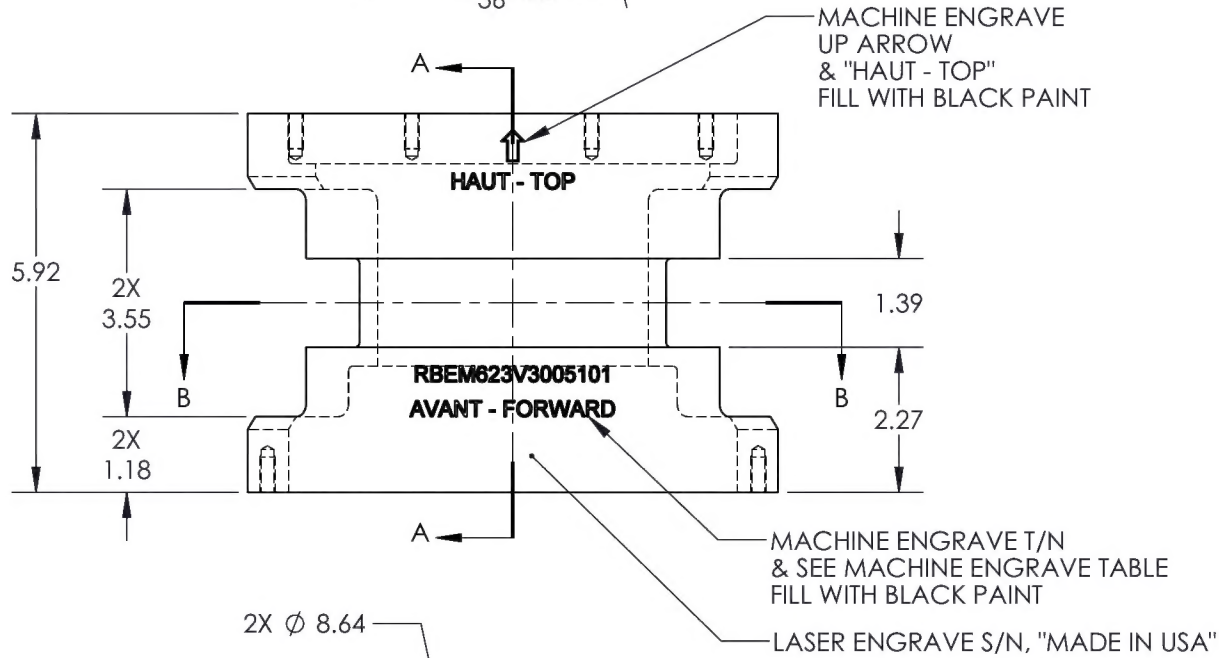 MACHINE ENGRAVE
UP ARROW
& "HAUT - TOP"
FILL WITH BLACK PAINT
A
HAUT - TOP
5.92
2X
3.55
1.39
B
B
RBEM623V3005101
AVANT - FORWARD
2X
1.18
2.27
A
MACHINE ENGRAVE T/N
& SEE MACHINE ENGRAVE TABLE
FILL WITH BLACK PAINT
2X ∅ 8.64
LASER ENGRAVE S/N, "MADE IN USA"